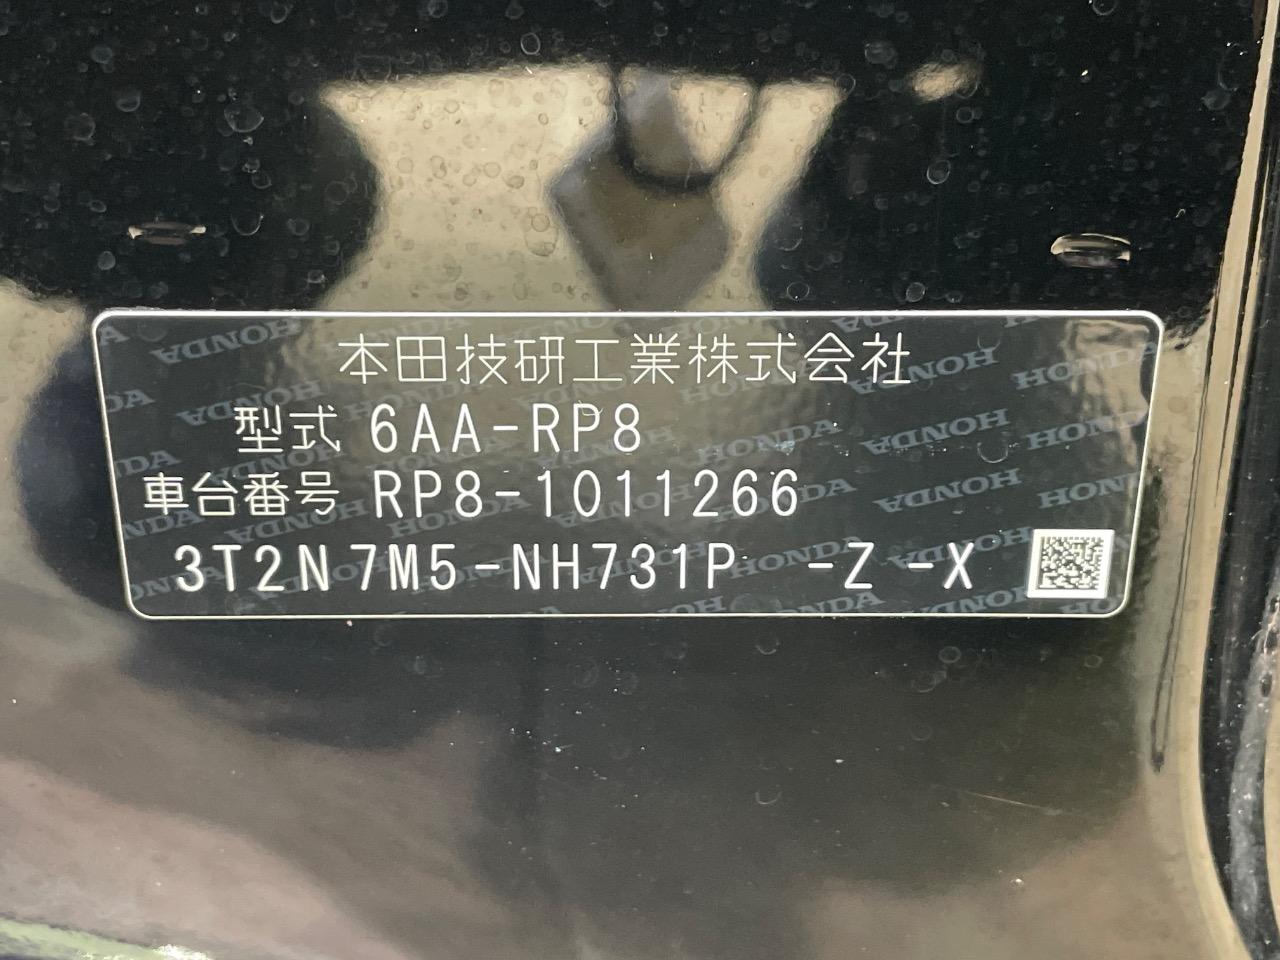 本田技研工業株式会社
型式 6AA-RP8
車台番号 RP8-1011266
3T2N7M5-NH731P -Z -X